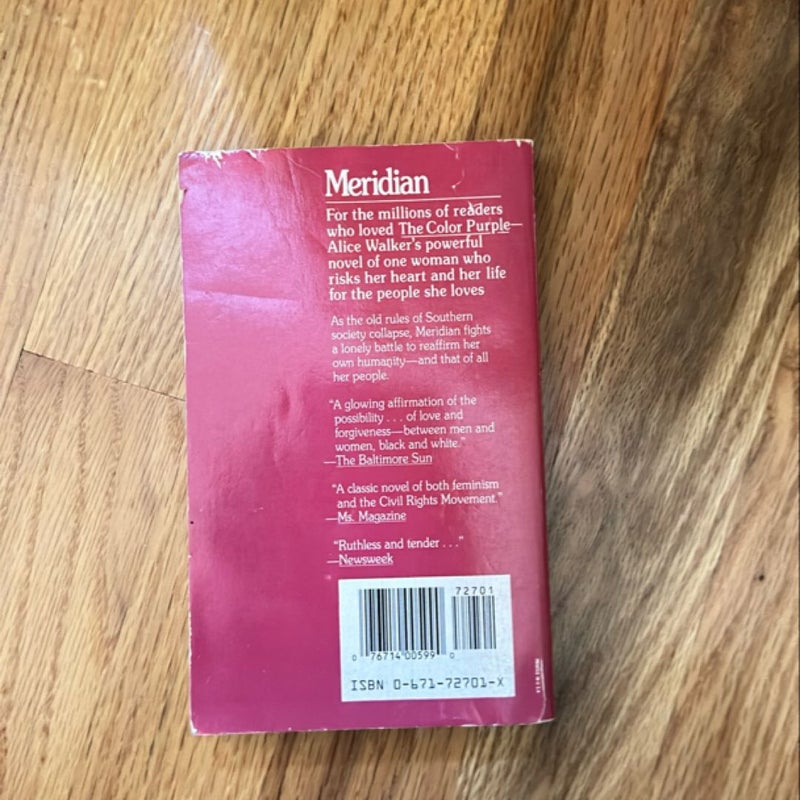 Meridian
For the millions of readers
who loved The Color Purple—
Alice Walker's powerful
novel of one woman who
risks her heart and her life
for the people she loves
As the old rules of Southern
society collapse, Meridian fights
a lonely battle to reaffirm her
own humanity—and that of all
her people.
“A glowing affirmation of the
possibility . . . of love and
forgiveness—between men and
women, black and white.”
—The Baltimore Sun
“A classic novel of both feminism
and the Civil Rights Movement.”
—Ms. Magazine
“Ruthless and tender . . .”
—Newsweek
72701
0 76714 00599 0
ISBN 0-671-72701-X